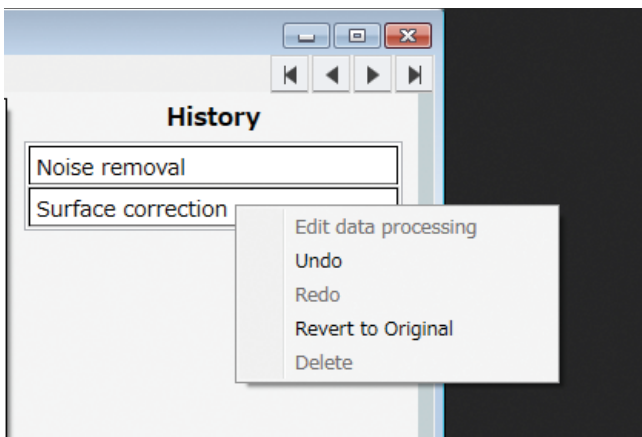 History
Noise removal
Surface correction
Edit data processing
Undo
Redo
Revert to Original
Delete